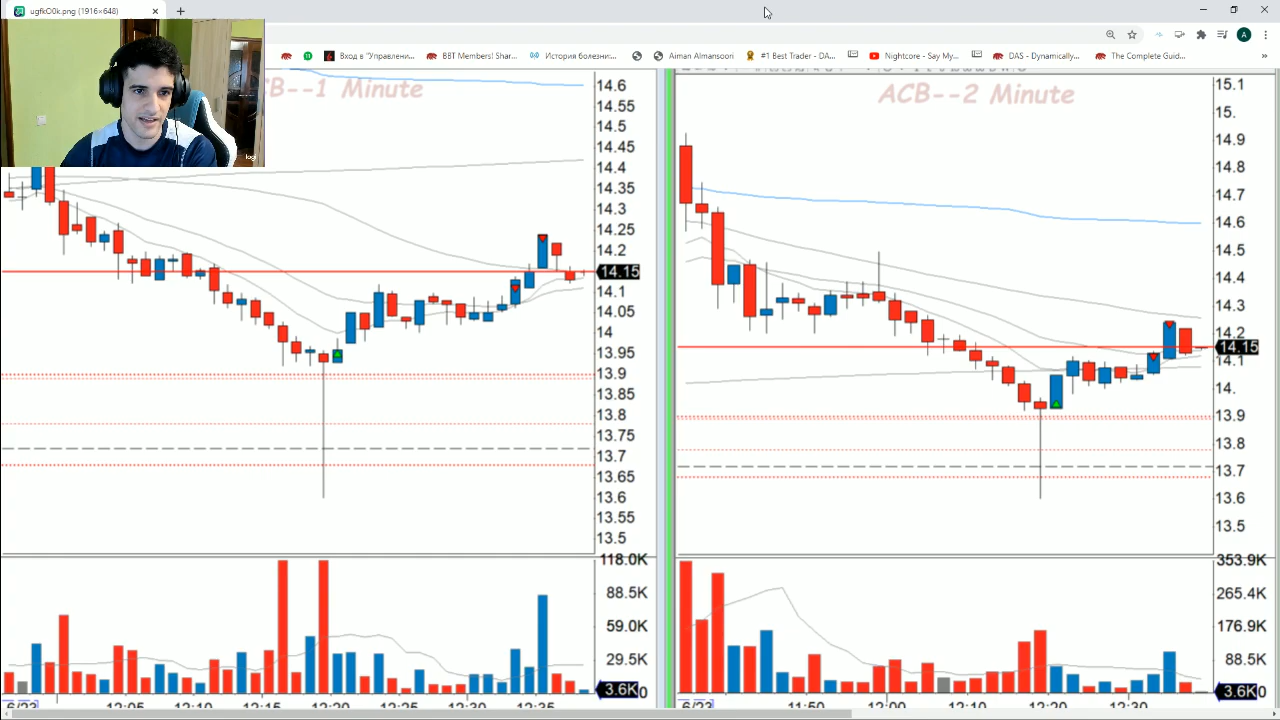 ugfkO0k.png (1916×648)
Вход в "Управлени...
BBT Members! Shar...
История болезни:...
Aiman Almansoori
#1 Best Trader - DA...
Nightcore - Say My...
DAS - Dynamically...
The Complete Guid...
A
logi
CB--1 Minute
14.6
14.55
14.5
14.45
14.4
14.35
14.3
14.25
14.2
14.15
14.1
14.05
14
13.95
13.9
13.85
13.8
13.75
13.7
13.65
13.6
13.55
13.5
118.0K
88.5K
59.0K
29.5K
3.6K 0
6/23 12:05 12:10 12:15 12:20 12:25 12:30 12:35
ACB--2 Minute
15.1
15.
14.9
14.8
14.7
14.6
14.5
14.4
14.3
14.2
14.15
14.1
14.
13.9
13.8
13.7
13.6
13.5
353.9K
265.4K
176.9K
88.5K
3.6K 0
6/23 11:50 12:00 12:10 12:20 12:30